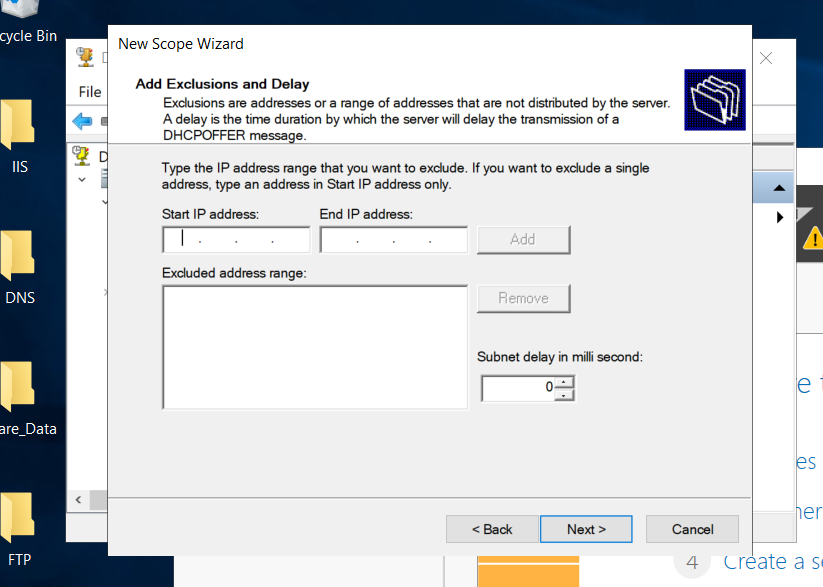 cycle Bin
New Scope Wizard
File
Add Exclusions and Delay
Exclusions are addresses or a range of addresses that are not distributed by the server.
A delay is the time duration by which the server will delay the transmission of a
DHCPOFFER message.
IIS
Type the IP address range that you want to exclude. If you want to exclude a single
address, type an address in Start IP address only.
Start IP address:
End IP address:
Add
Excluded address range:
DNS
Remove
Subnet delay in milli second:
0
are_Data
< Back
Next >
Cancel
FTP
4
Create a se